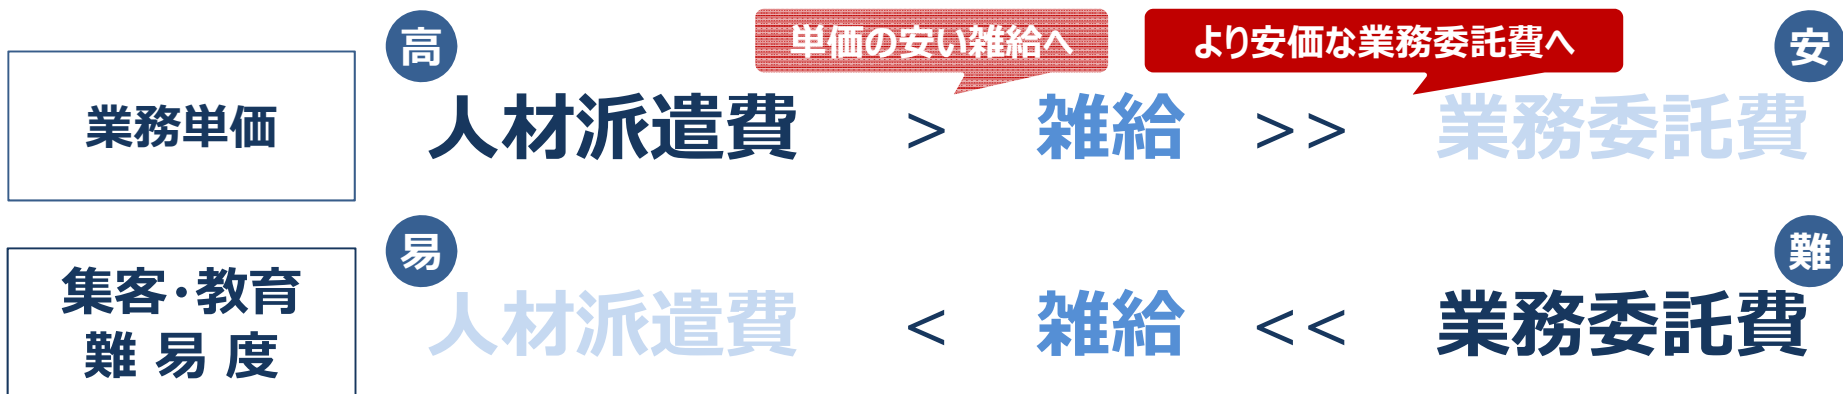 高
単価の安い雑給へ
より安価な業務委託費へ
安
業務単価
人材派遣費 > 雑給 >> 業務委託費
易
難
集客・教育
難易度
人材派遣費 < 雑給 << 業務委託費